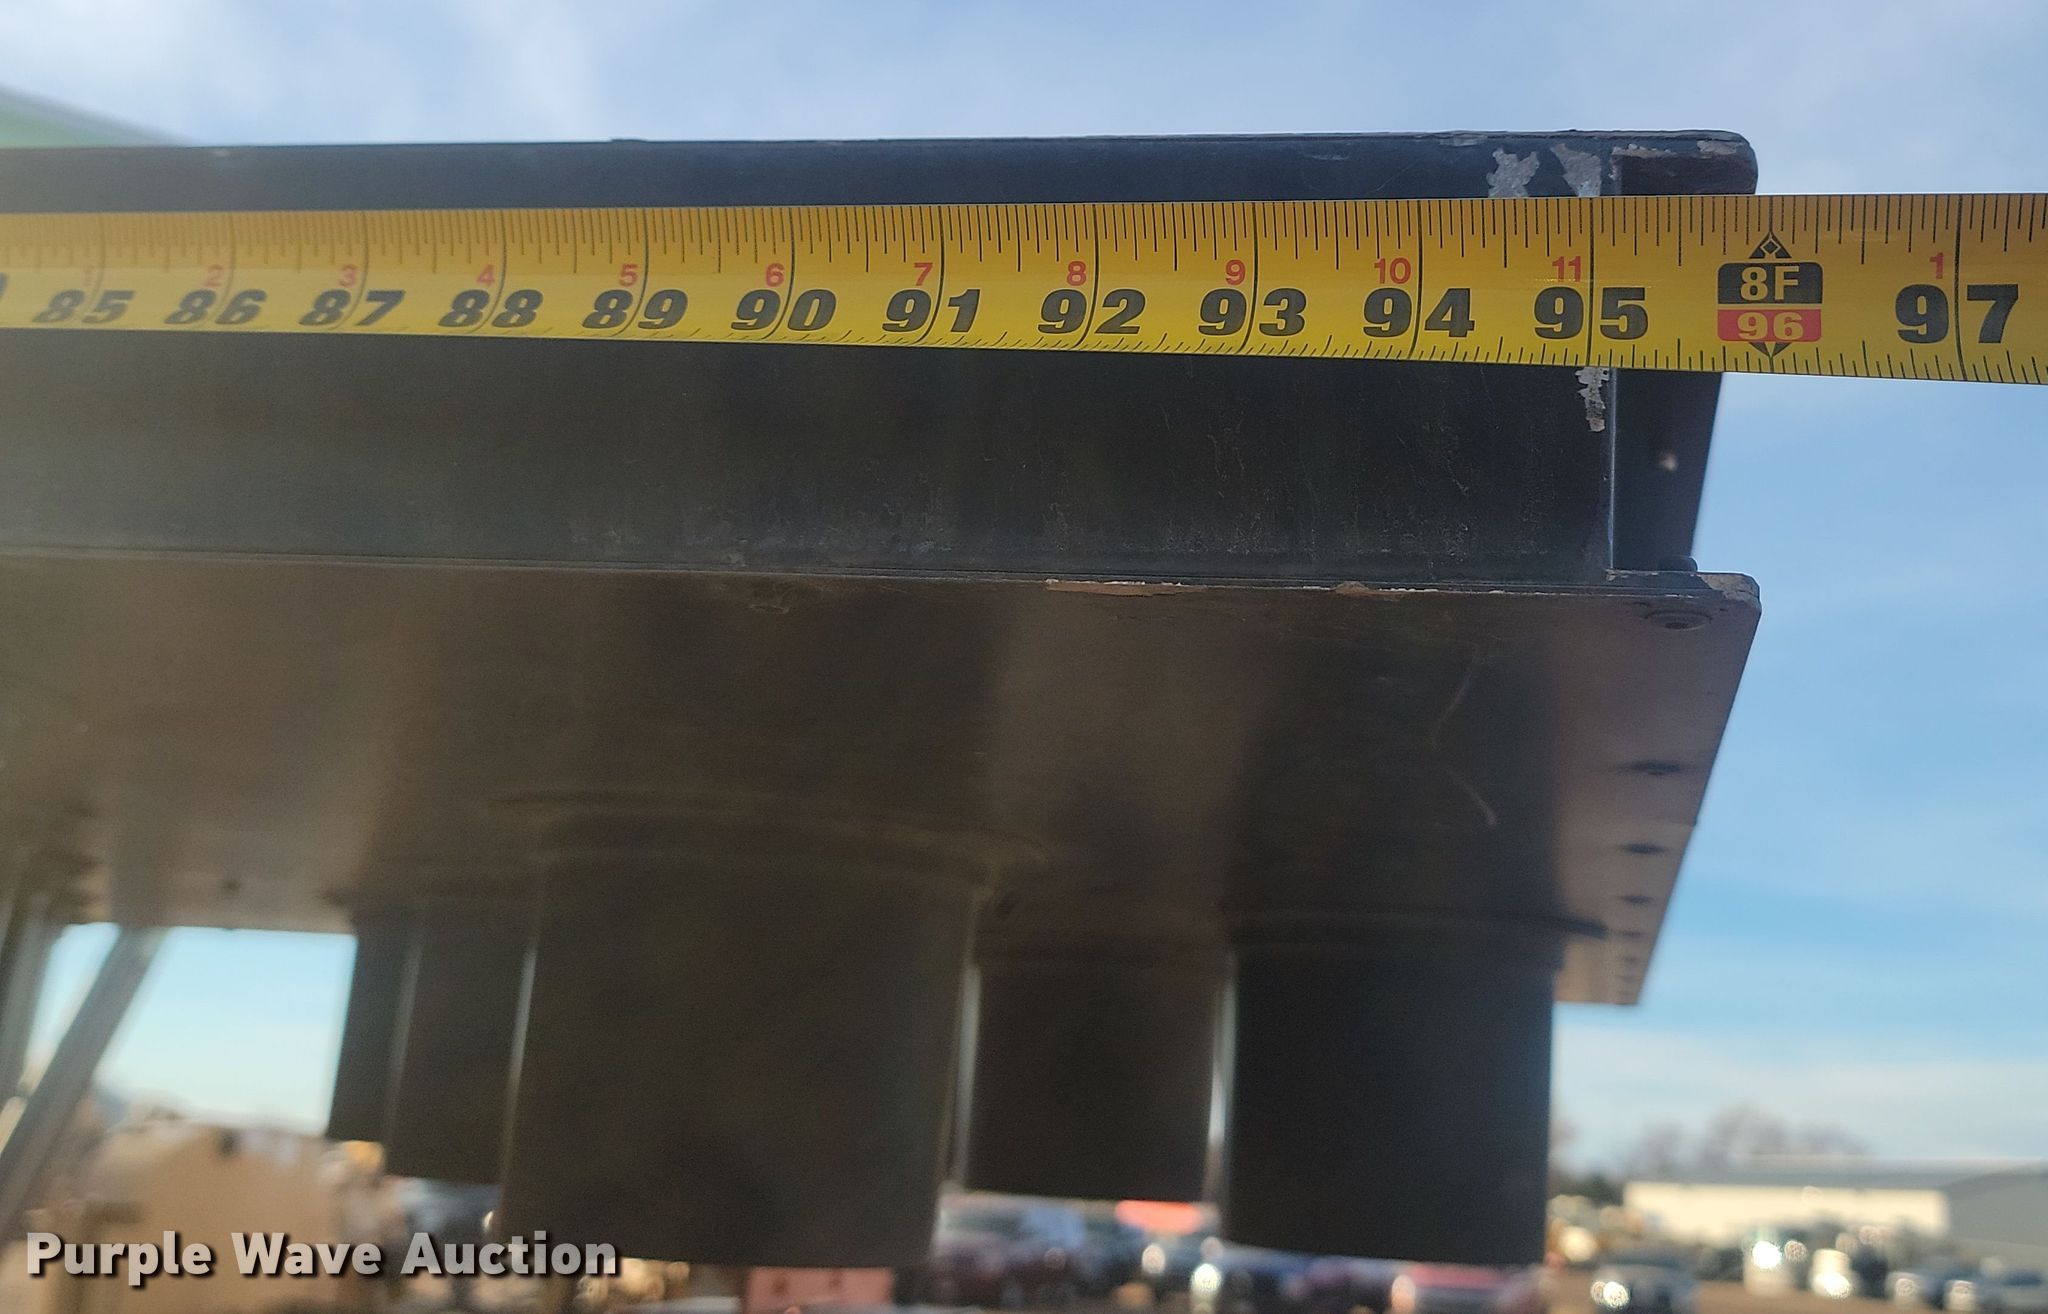 1 2 3 4 5 6 7 8 9 10 11 8F 1
85 86 87 88 89 90 91 92 93 94 95 96 97
Purple Wave Auction